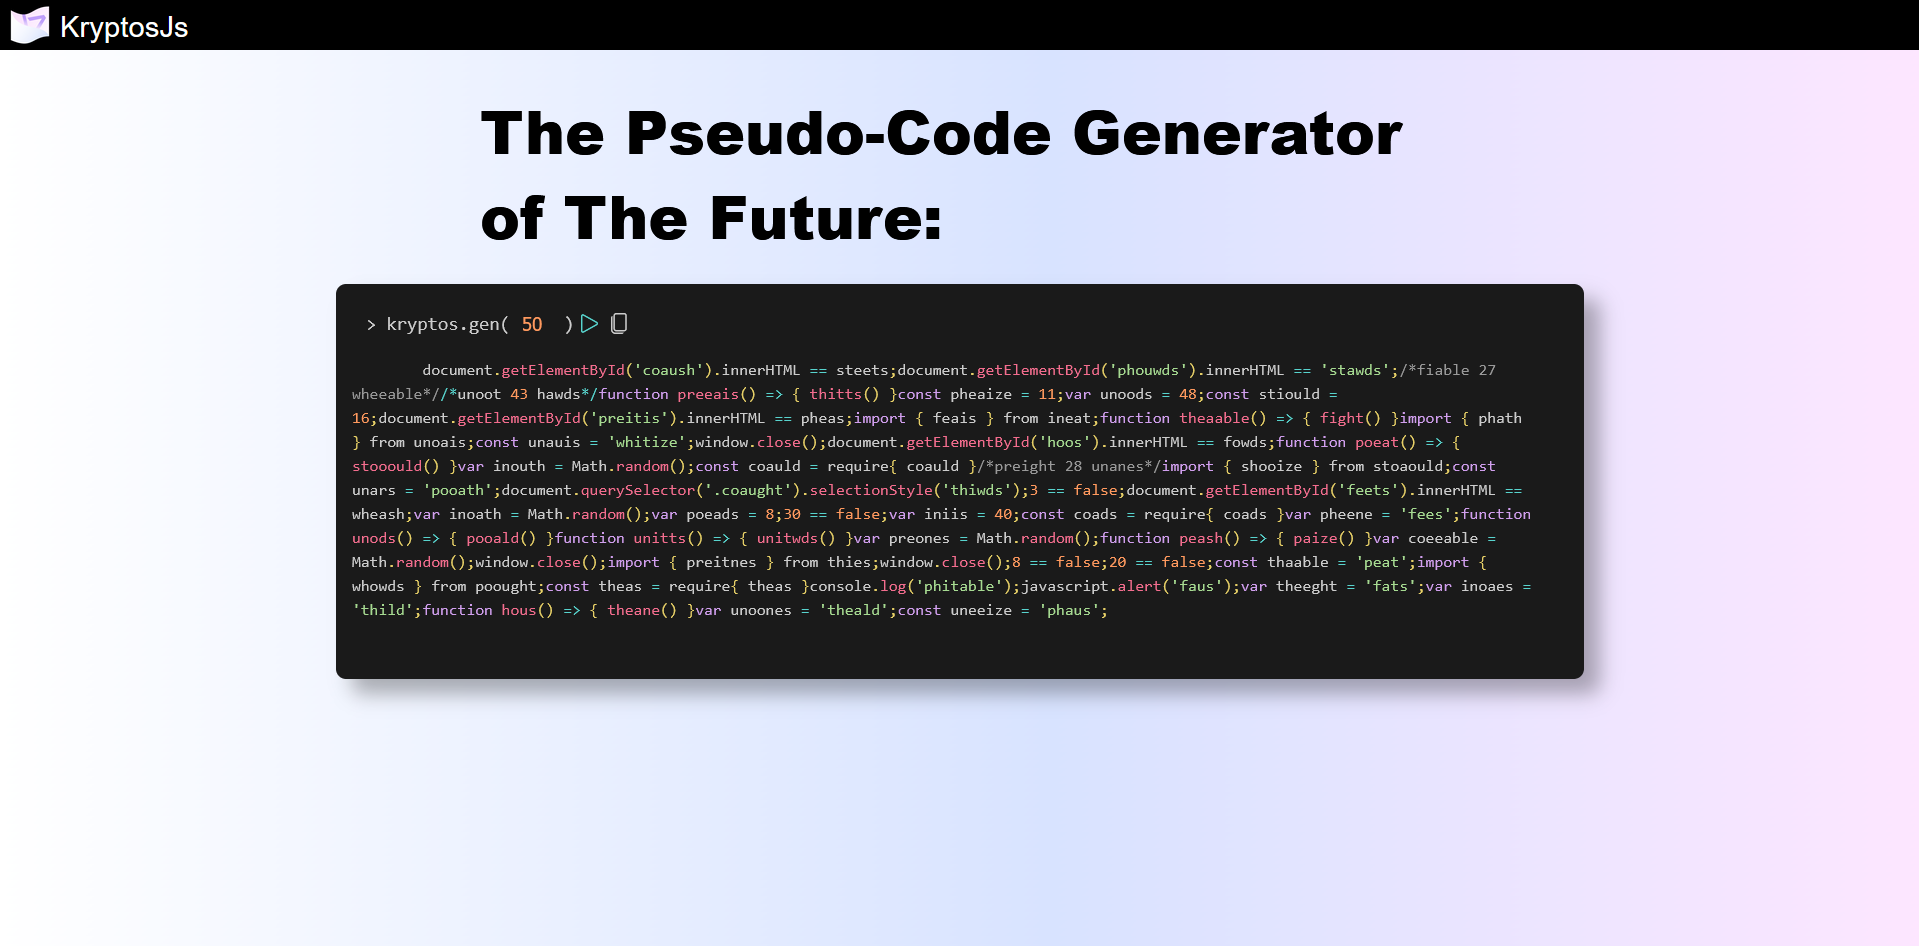 KryptosJs
The Pseudo-Code Generator
of The Future:
> kryptos.gen( 50 )
document.getElementById('coaush').innerHTML == steets;document.getElementById('phouwds').innerHTML == 'stawds';/*fiable 27
wheeable*//*unoot 43 hawds*/function preeais() => { thitts() }const pheaize = 11;var unoods = 48;const stiould =
16;document.getElementById('preitis').innerHTML == pheas;import { feais } from ineat;function theaable() => { fight() }import { phath
} from unoais;const unauis = 'whitize';window.close();document.getElementById('hoos').innerHTML == fowds;function poeat() => {
stooould() }var inouth = Math.random();const coauld = require{ coauld }/*preight 28 unanes*/import { shooize } from stoaould;const
unars = 'pooath';document.querySelector('.coaught').selectionStyle('thiwds');3 == false;document.getElementById('feets').innerHTML ==
wheash;var inoath = Math.random();var poeads = 8;30 == false;var iniis = 40;const coads = require{ coads }var pheene = 'fees';function
unods() => { pooald() }function unitts() => { unitwds() }var preones = Math.random();function peash() => { paize() }var coeeable =
Math.random();window.close();import { preitnes } from thies;window.close();8 == false;20 == false;const thaable = 'peat';import {
whowds } from poought;const theas = require{ theas }console.log('phitable');javascript.alert('faus');var theeght = 'fats';var inoaes =
'thild';function hous() => { theane() }var unoones = 'theald';const uneeize = 'phaus';